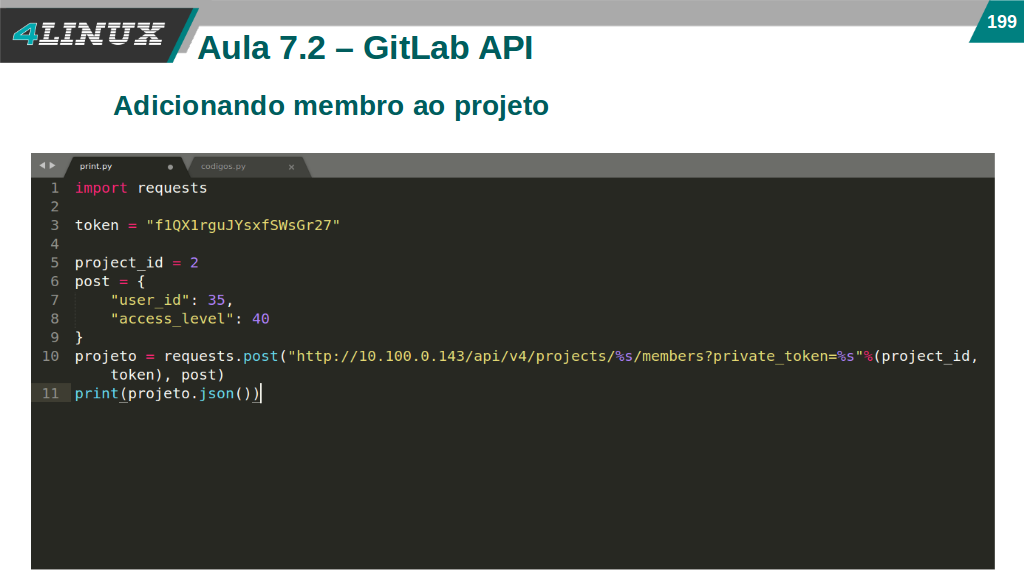 4LINUX
199
Aula 7.2 – GitLab API
Adicionando membro ao projeto
print.py
codigos.py
1 import requests
2
3 token = "f1QX1rguJYsxfSWsGr27"
4
5 project_id = 2
6 post = {
7     "user_id": 35,
8     "access_level": 40
9 }
10 projeto = requests.post("http://10.100.0.143/api/v4/projects/%s/members?private_token=%s"%(project_id,
    token), post)
11 print(projeto.json())